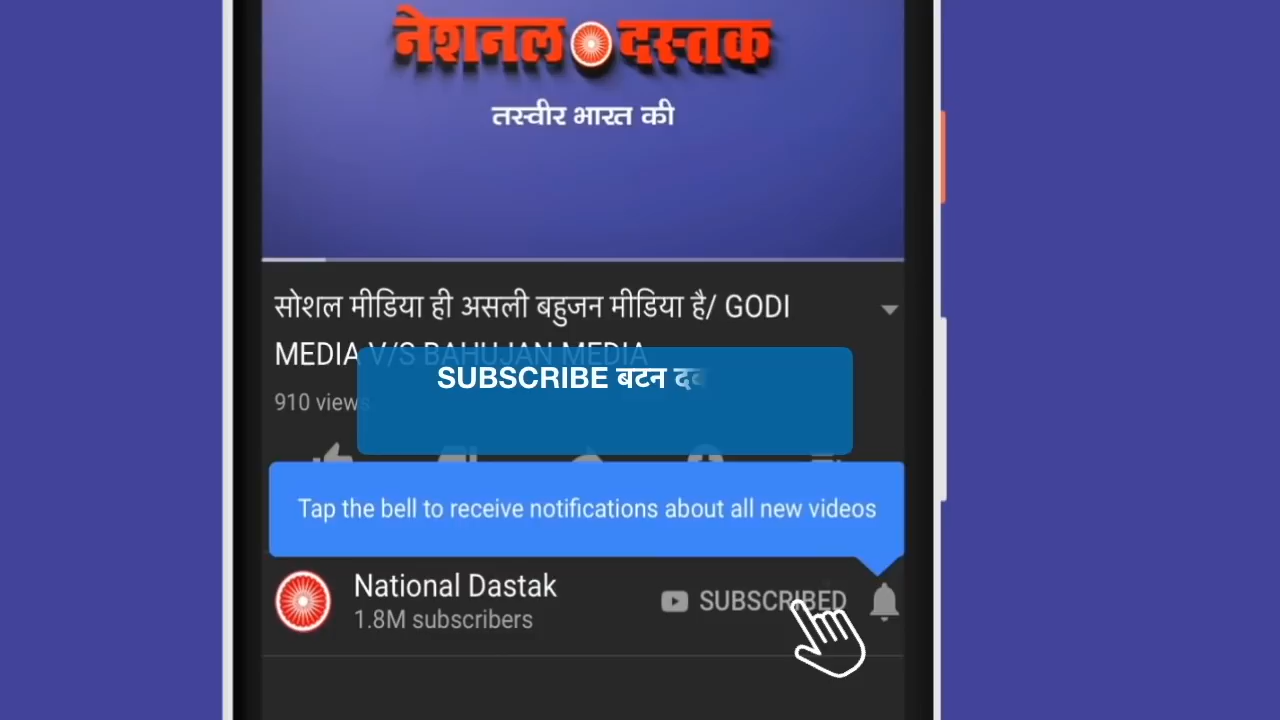 नेशनल दस्तक
तस्वीर भारत की
सोशल मीडिया ही असली बहुजन मीडिया है/ GODI
MEDIA V/S BAHUJAN MEDIA
910 views
SUBSCRIBE बटन
Tap the bell to receive notifications about all new videos
National Dastak
SUBSCRIBED
1.8M subscribers